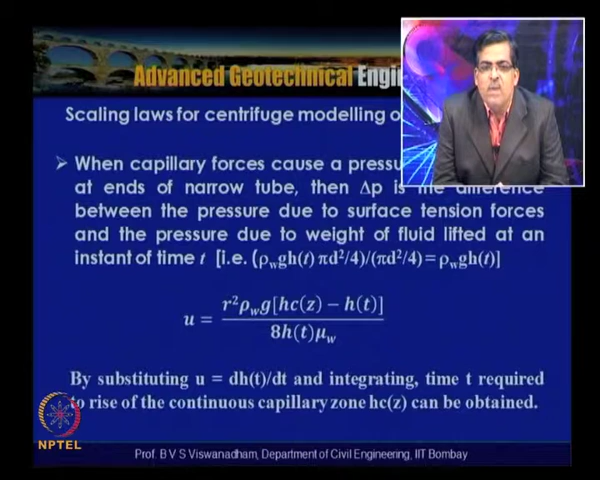 Advanced Geotechnical Engi
Scaling laws for centrifuge modelling o
➢ When capillary forces cause a pressu
at ends of narrow tube, then Δp is the difference
between the pressure due to surface tension forces
and the pressure due to weight of fluid lifted at an
instant of time t [i.e. (ρwgh(t) πd²/4)/(πd²/4)= ρwgh(t)]
u = r²ρwg[hc(z) − h(t)] / 8h(t)μw
By substituting u = dh(t)/dt and integrating, time t required
to rise of the continuous capillary zone hc(z) can be obtained.
NPTEL
Prof. B V S Viswanadham, Department of Civil Engineering, IIT Bombay